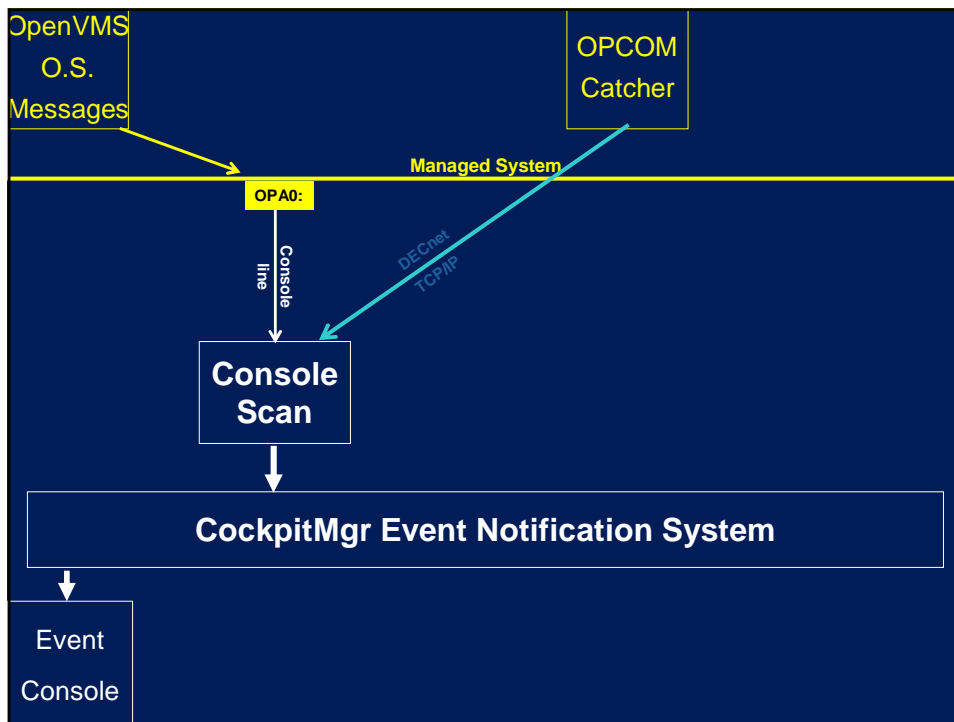 OpenVMS
O.S.
Messages
OPCOM
Catcher
Managed System
OPA0:
Console
line
DECnet
TCP/IP
Console
Scan
CockpitMgr Event Notification System
Event
Console